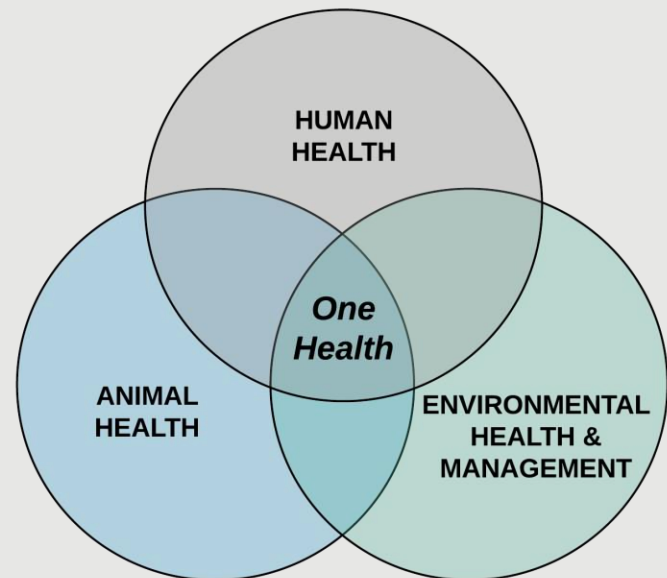 HUMAN
HEALTH
One
Health
ANIMAL
HEALTH
ENVIRONMENTAL
HEALTH &
MANAGEMENT